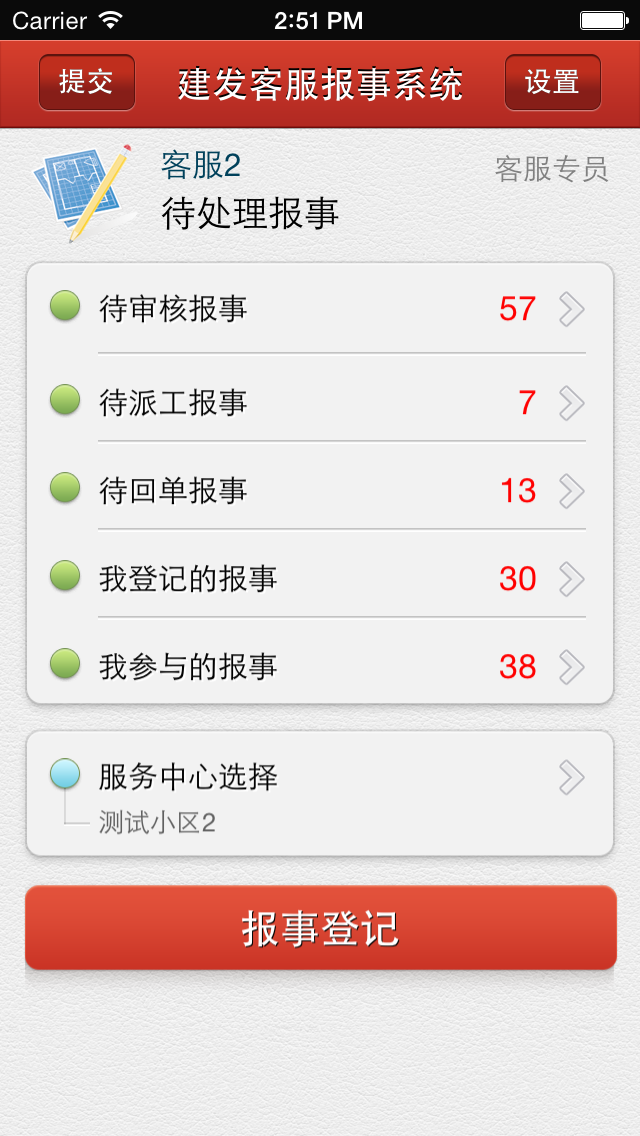 Carrier 2:51 PM
提交 建发客服报事系统 设置
客服2 客服专员
待处理报事
待审核报事 57
待派工报事 7
待回单报事 13
我登记的报事 30
我参与的报事 38
服务中心选择
测试小区2
报事登记